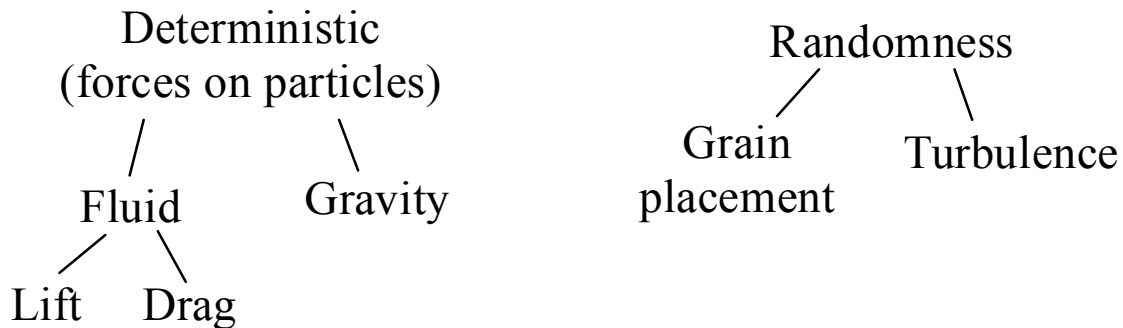 Deterministic
(forces on particles)
Fluid
Gravity
Lift
Drag
Randomness
Grain
placement
Turbulence